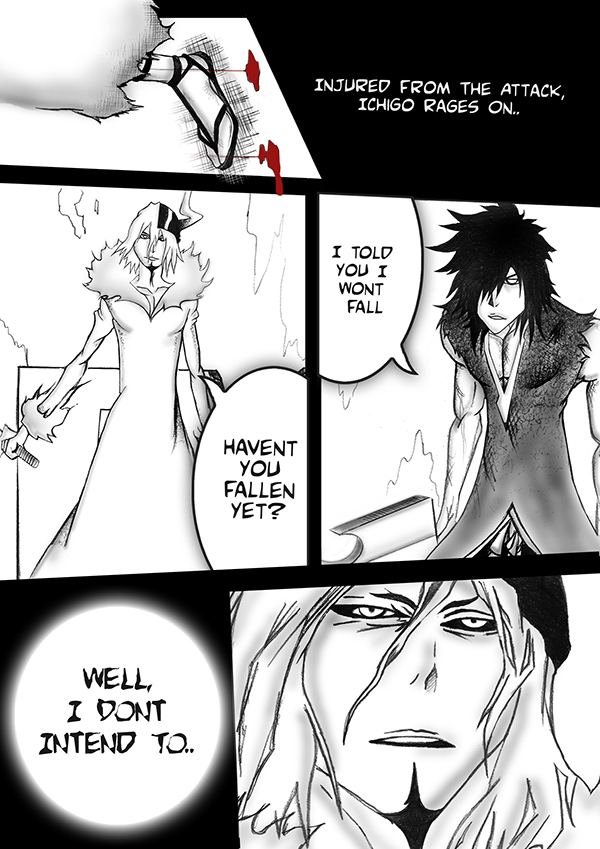 INJURED FROM THE ATTACK,
ICHIGO RAGES ON..
HAVENT
YOU
FALLEN
YET?
I TOLD
YOU I
WONT
FALL
WELL,
I DONT
INTEND TO..